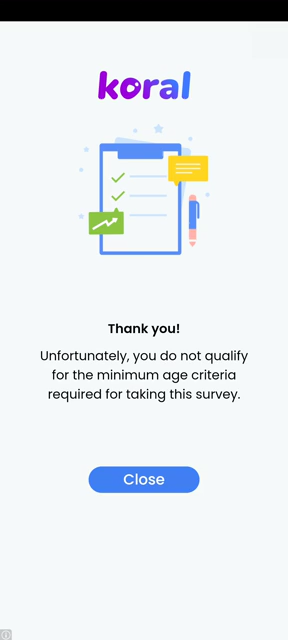 koral
Thank you!
Unfortunately, you do not qualify
for the minimum age criteria
required for taking this survey.
Close